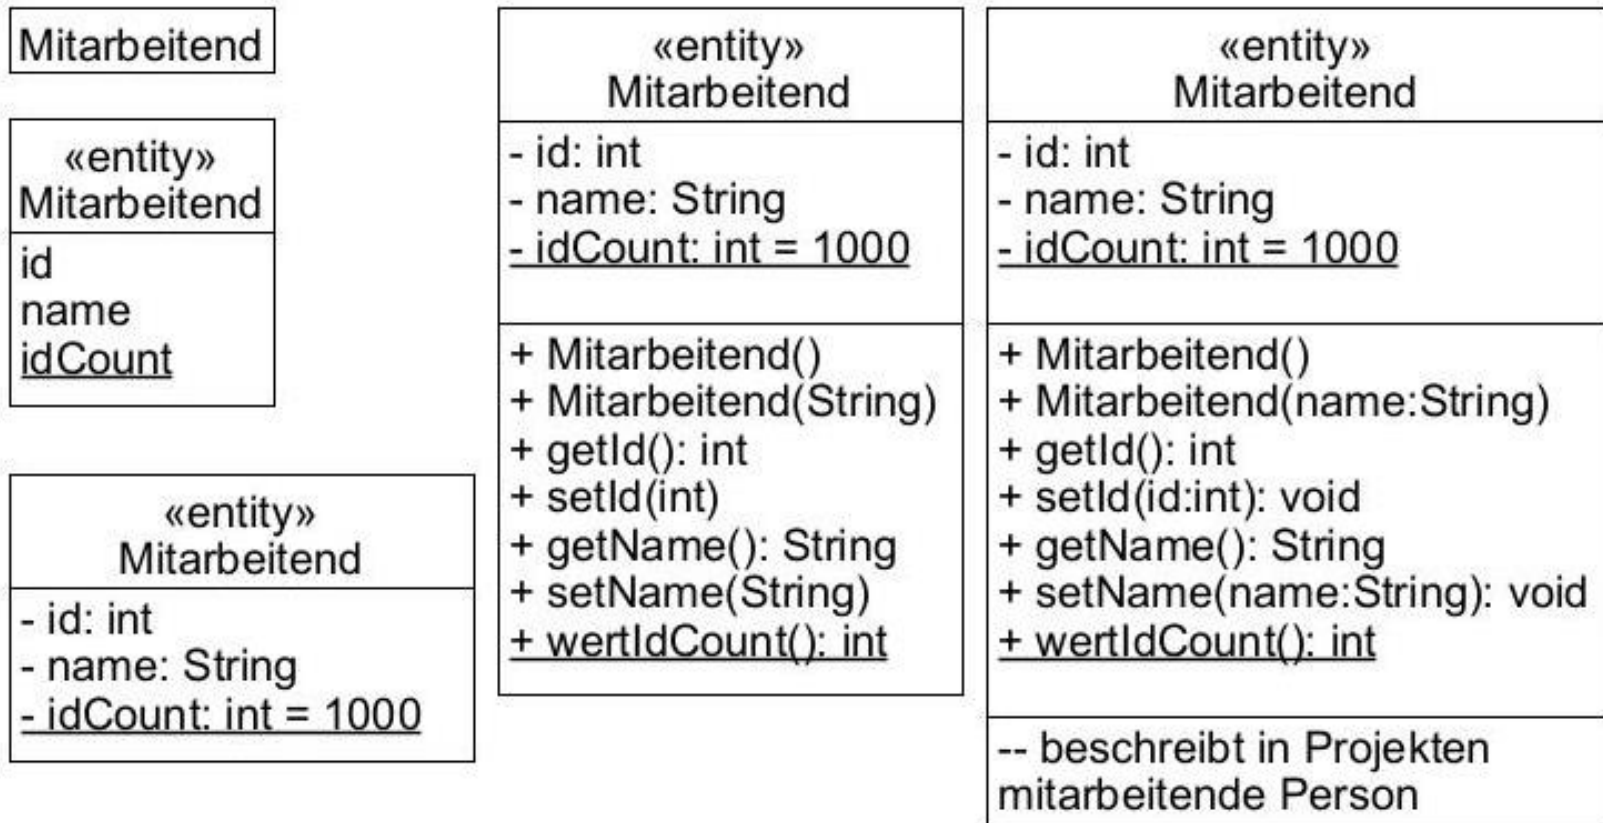 Mitarbeitend
«entity»
Mitarbeitend
id
name
idCount
«entity»
Mitarbeitend
- id: int
- name: String
- idCount: int = 1000
«entity»
Mitarbeitend
- id: int
- name: String
- idCount: int = 1000
+ Mitarbeitend()
+ Mitarbeitend(String)
+ getId(): int
+ setId(int)
+ getName(): String
+ setName(String)
+ wertIdCount(): int
«entity»
Mitarbeitend
- id: int
- name: String
- idCount: int = 1000
+ Mitarbeitend()
+ Mitarbeitend(name:String)
+ getId(): int
+ setId(id:int): void
+ getName(): String
+ setName(name:String): void
+ wertIdCount(): int
-- beschreibt in Projekten
mitarbeitende Person